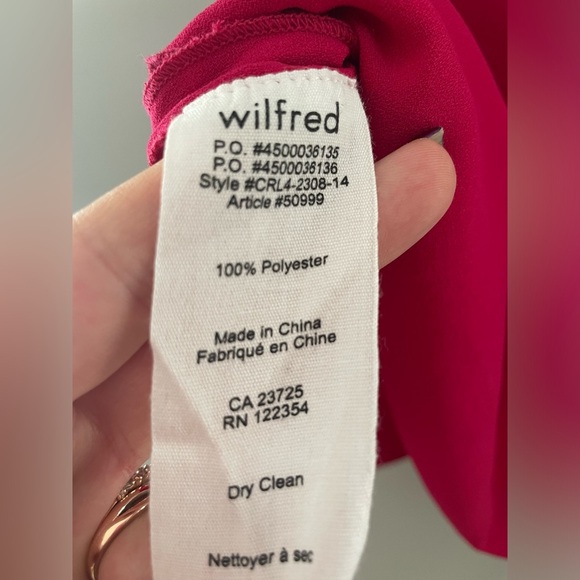 wilfred
P.O. #4500036135
P.O. #4500036136
Style #CRL4-2308-14
Article #50999
100% Polyester
Made in China
Fabriqué en Chine
CA 23725
RN 122354
Dry Clean
Nettoyer à sec